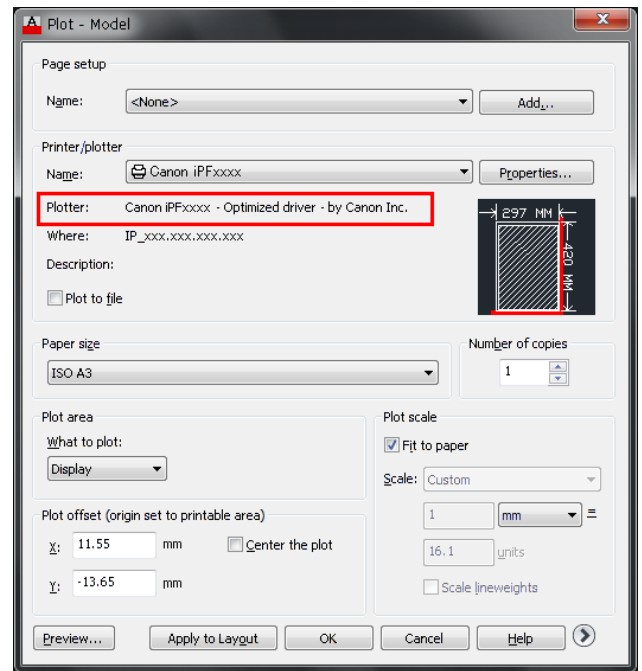 Plot - Model
Page setup
Name: <None> Add...
Printer/plotter
Name: Canon iPFxxxx Properties...
Plotter: Canon iPFxxxx - Optimized driver - by Canon Inc.
Where: IP_xxx.xxx.xxx.xxx
Description:
Plot to file
297 MM
420 MM
Paper size
ISO A3
Number of copies
1
Plot area
What to plot:
Display
Plot scale
Fit to paper
Scale: Custom
1 mm =
16.1 units
Scale lineweights
Plot offset (origin set to printable area)
X: 11.55 mm Center the plot
Y: -13.65 mm
Preview... Apply to Layout OK Cancel Help